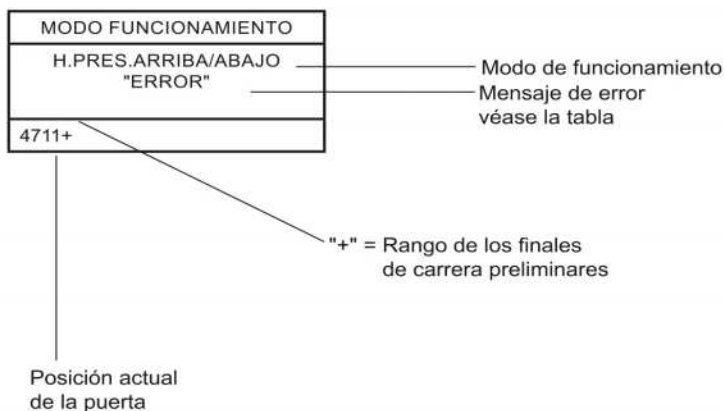 MODO FUNCIONAMIENTO
H.PRES.ARRIBA/ABAJO
"ERROR"
4711+
Modo de funcionamiento
Mensaje de error
véase la tabla
"+" = Rango de los finales
de carrera preliminares
Posición actual
de la puerta